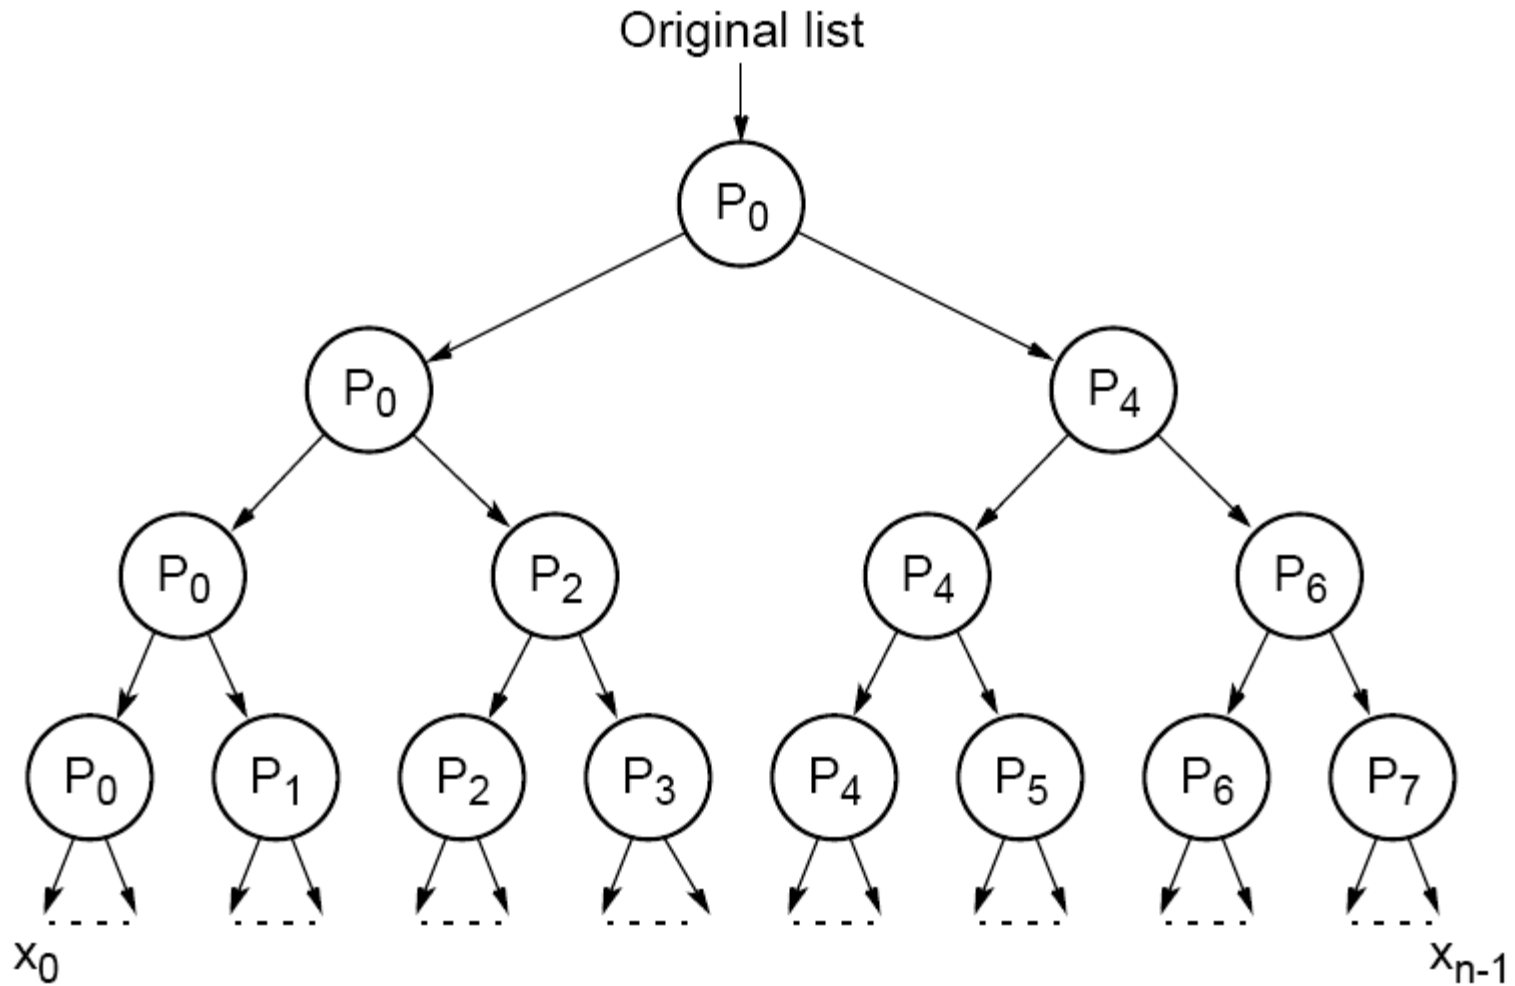 Original list
P0
P0 P4
P0 P2 P4 P6
P0 P1 P2 P3 P4 P5 P6 P7
x0 xn-1